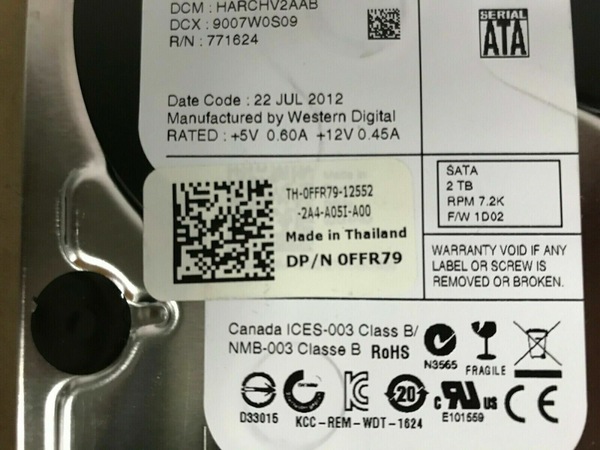 DCM : HARCHV2AAB
DCX : 9007W0S09
R/N : 771624
SERIAL
ATA
Date Code : 22 JUL 2012
Manufactured by Western Digital
RATED : +5V 0.60A +12V 0.45A
TH-0FFR79-12552
-2A4-A05I-A00
Made in Thailand
DP/N 0FFR79
SATA
2 TB
RPM 7.2K
F/W 1D02
WARRANTY VOID IF ANY
LABEL OR SCREW IS
REMOVED OR BROKEN.
Canada ICES-003 Class B/
NMB-003 Classe B RoHS
N3565 FRAGILE
20
c UL us
CE
D33015 KCC-REM-WDT-1624 E101559